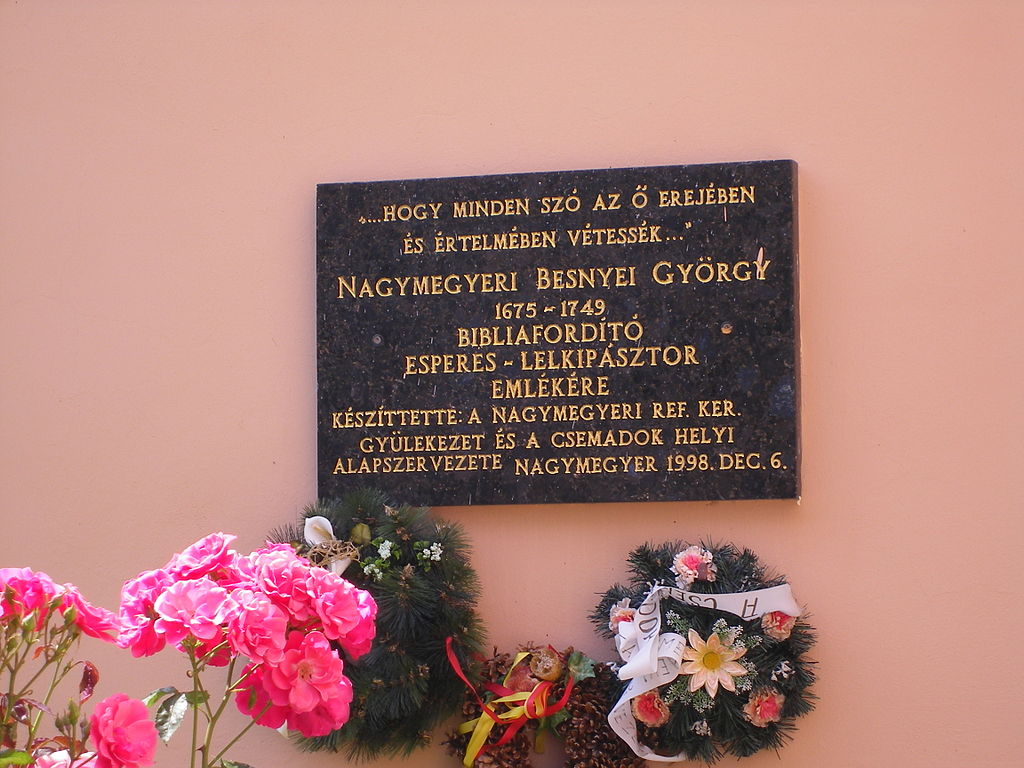 „...HOGY MINDEN SZÓ AZ Ő EREJÉBEN
ÉS ÉRTELMÉBEN VÉTESSÉK..."
NAGYMEGYERI BESNYEI GYÖRGY
1675 - 1749
BIBLIAFORDÍTÓ
ESPERES - LELKIPÁSZTOR
EMLÉKÉRE
KÉSZÍTTETTE: A NAGYMEGYERI REF. KER.
GYÜLEKEZET ÉS A CSEMADOK HELYI
ALAPSZERVEZETE NAGYMEGYER 1998. DEC. 6.